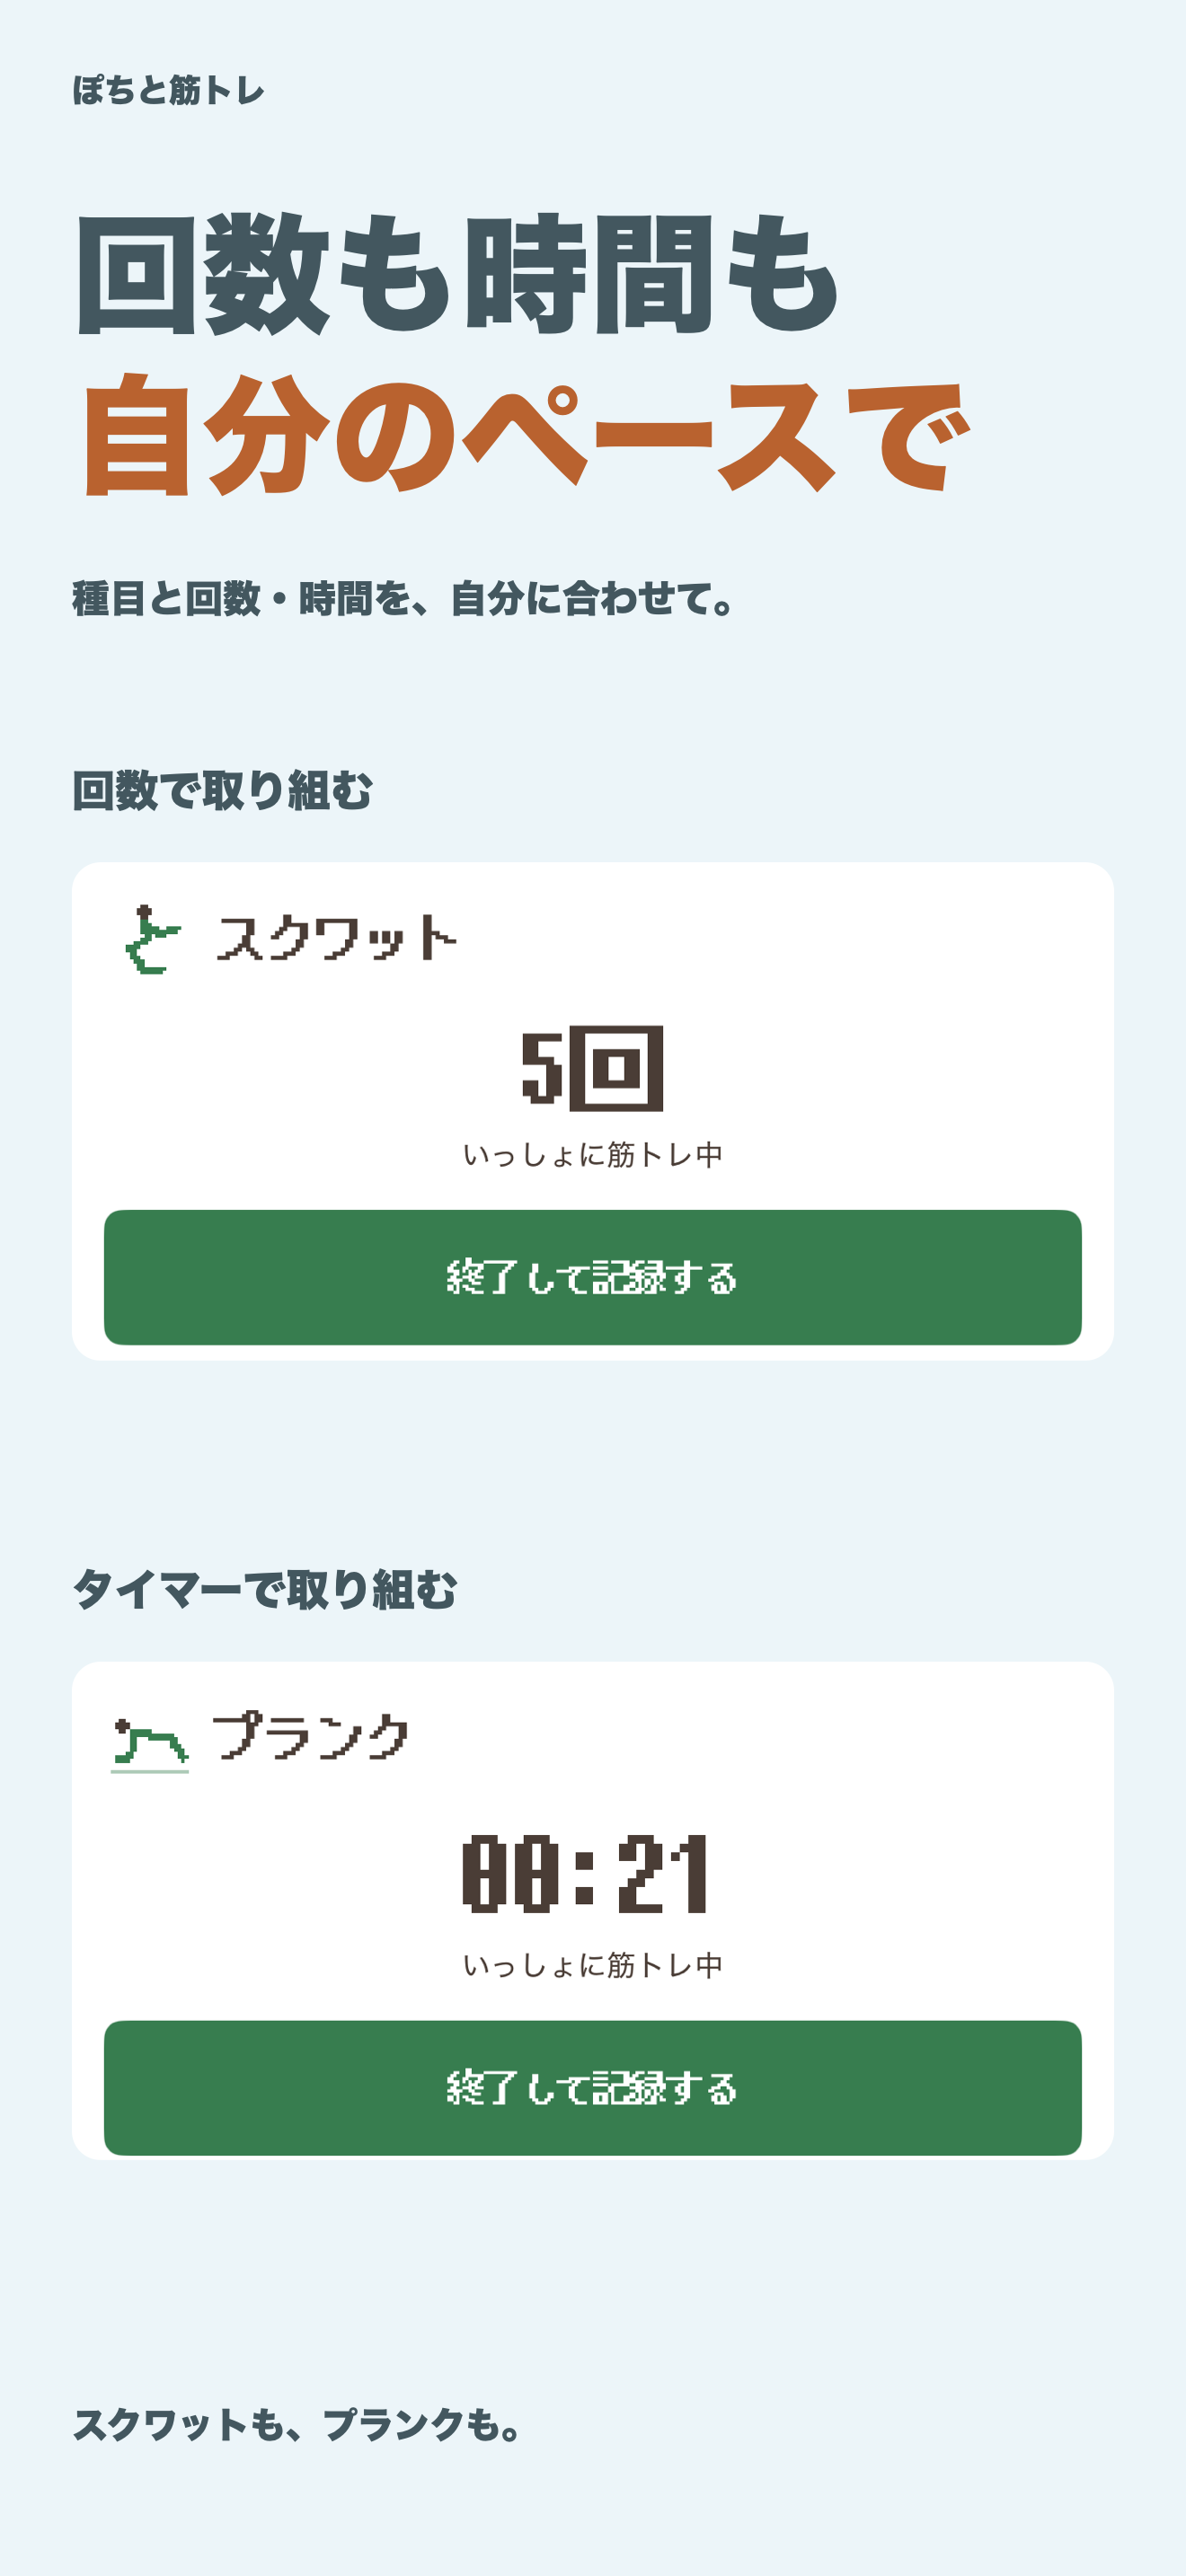 ぽちと筋トレ
回数も時間も
自分のペースで
種目と回数・時間を、自分に合わせて。
回数で取り組む
スクワット
5回
いっしょに筋トレ中
終了して記録する
タイマーで取り組む
プランク
00:21
いっしょに筋トレ中
終了して記録する
スクワットも、プランクも。